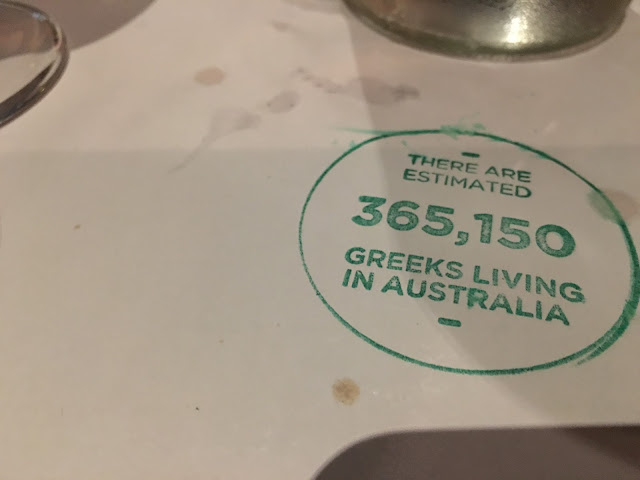 THERE ARE
ESTIMATED
365,150
GREEKS LIVING
IN AUSTRALIA